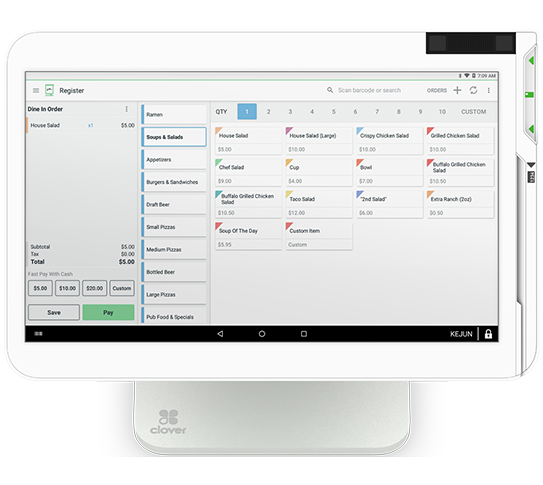 7:09 AM
Register
Scan barcode or search
ORDERS
Dine In Order
House Salad x1 $5.00
Subtotal $5.00
Tax $0.00
Total $5.00
Fast Pay With Cash
$5.00 $10.00 $20.00 Custom
Save Pay
Ramen
Soups & Salads
Appetizers
Burgers & Sandwiches
Draft Beer
Small Pizzas
Medium Pizzas
Bottled Beer
Large Pizzas
Pub Food & Specials
QTY 1 2 3 4 5 6 7 8 9 10 CUSTOM
House Salad
$5.00
House Salad (Large)
$10.00
Crispy Chicken Salad
$10.00
Grilled Chicken Salad
$10.00
Chef Salad
$9.00
Cup
$4.00
Bowl
$7.00
Buffalo Grilled Chicken
Salad
$10.50
Buffalo Grilled Chicken
Salad
$10.50
Taco Salad
$12.00
"2nd Salad"
$6.00
Extra Ranch (2oz)
$0.50
Soup Of The Day
$5.95
Custom Item
Custom
KEJUN
clover